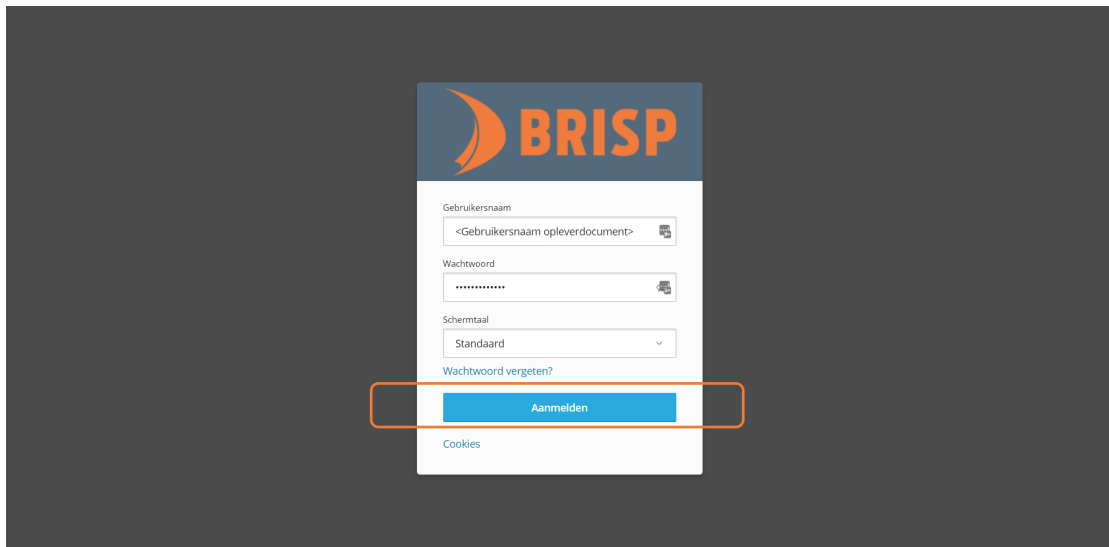 BRISP
Gebruikersnaam
<Gebruikersnaam opleverdocument>
Wachtwoord
•••••••••••••
Schermtaal
Standaard
Wachtwoord vergeten?
Aanmelden
Cookies